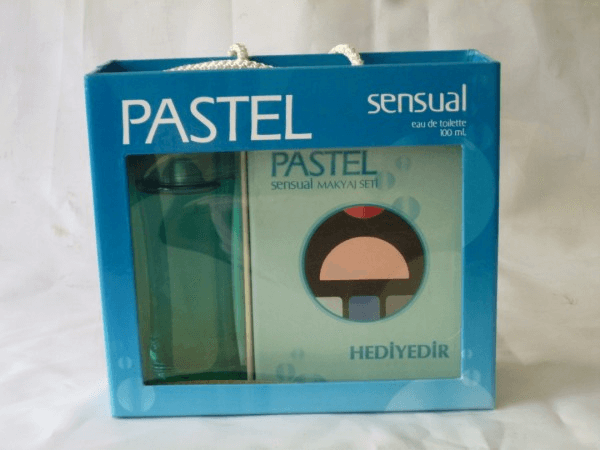 PASTEL
sensual
eau de toilette
100 mL
PASTEL
sensual MAKYAJ SETİ
HEDİYEDİR